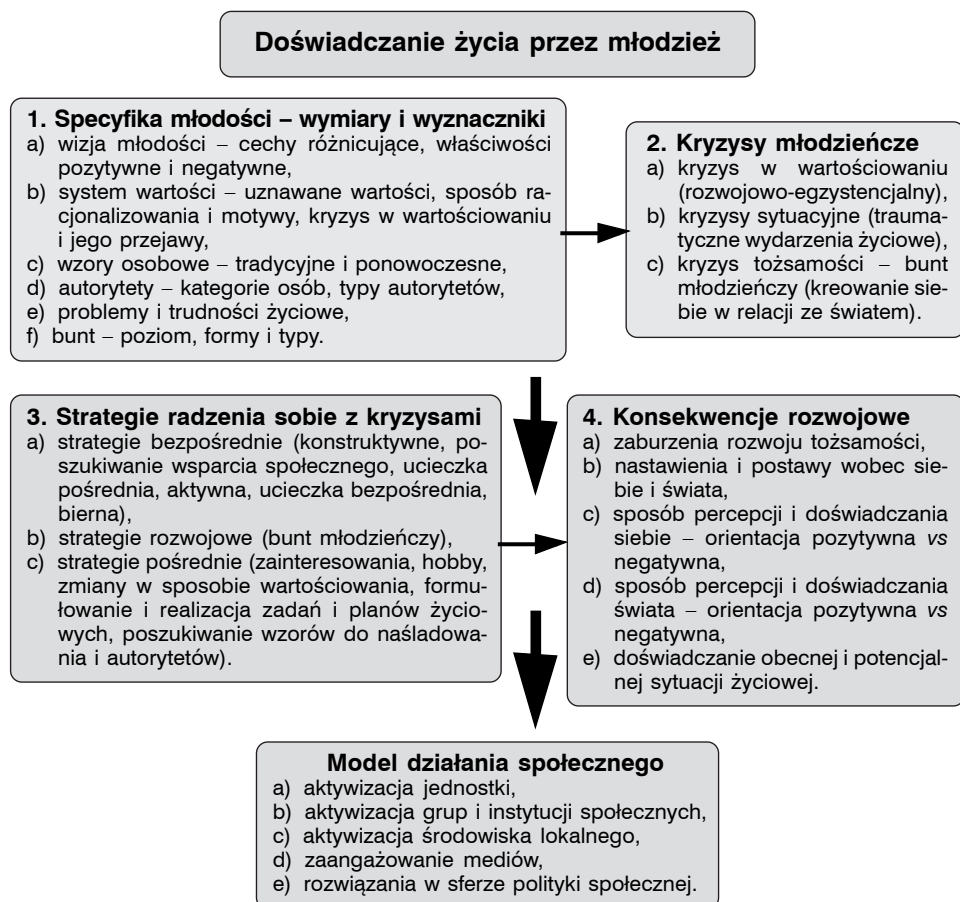 Doświadczanie życia przez młodzież
1. Specyfika młodości – wymiary i wyznaczniki
a) wizja młodości – cechy różnicujące, właściwości
pozytywne i negatywne,
b) system wartości – uznawane wartości, sposób ra-
cjonalizowania i motywy, kryzys w wartościowaniu
i jego przejawy,
c) wzory osobowe – tradycyjne i ponowoczesne,
d) autorytety – kategorie osób, typy autorytetów,
e) problemy i trudności życiowe,
f) bunt – poziom, formy i typy.
2. Kryzysy młodzieńcze
a) kryzys w wartościowaniu
(rozwojowo-egzystencjalny),
b) kryzysy sytuacyjne (trauma-
tyczne wydarzenia życiowe),
c) kryzys tożsamości – bunt
młodzieńczy (kreowanie sie-
bie w relacji ze światem).
3. Strategie radzenia sobie z kryzysami
a) strategie bezpośrednie (konstruktywne, po-
szukiwanie wsparcia społecznego, ucieczka
pośrednia, aktywna, ucieczka bezpośrednia,
bierna),
b) strategie rozwojowe (bunt młodzieńczy),
c) strategie pośrednie (zainteresowania, hobby,
zmiany w sposobie wartościowania, formu-
łowanie i realizacja zadań i planów życio-
wych, poszukiwanie wzorów do naśladowa-
nia i autorytetów).
4. Konsekwencje rozwojowe
a) zaburzenia rozwoju tożsamości,
b) nastawienia i postawy wobec sie-
bie i świata,
c) sposób percepcji i doświadczania
siebie – orientacja pozytywna vs
negatywna,
d) sposób percepcji i doświadczania
świata – orientacja pozytywna vs
negatywna,
e) doświadczanie obecnej i potencjal-
nej sytuacji życiowej.
Model działania społecznego
a) aktywizacja jednostki,
b) aktywizacja grup i instytucji społecznych,
c) aktywizacja środowiska lokalnego,
d) zaangażowanie mediów,
e) rozwiązania w sferze polityki społecznej.